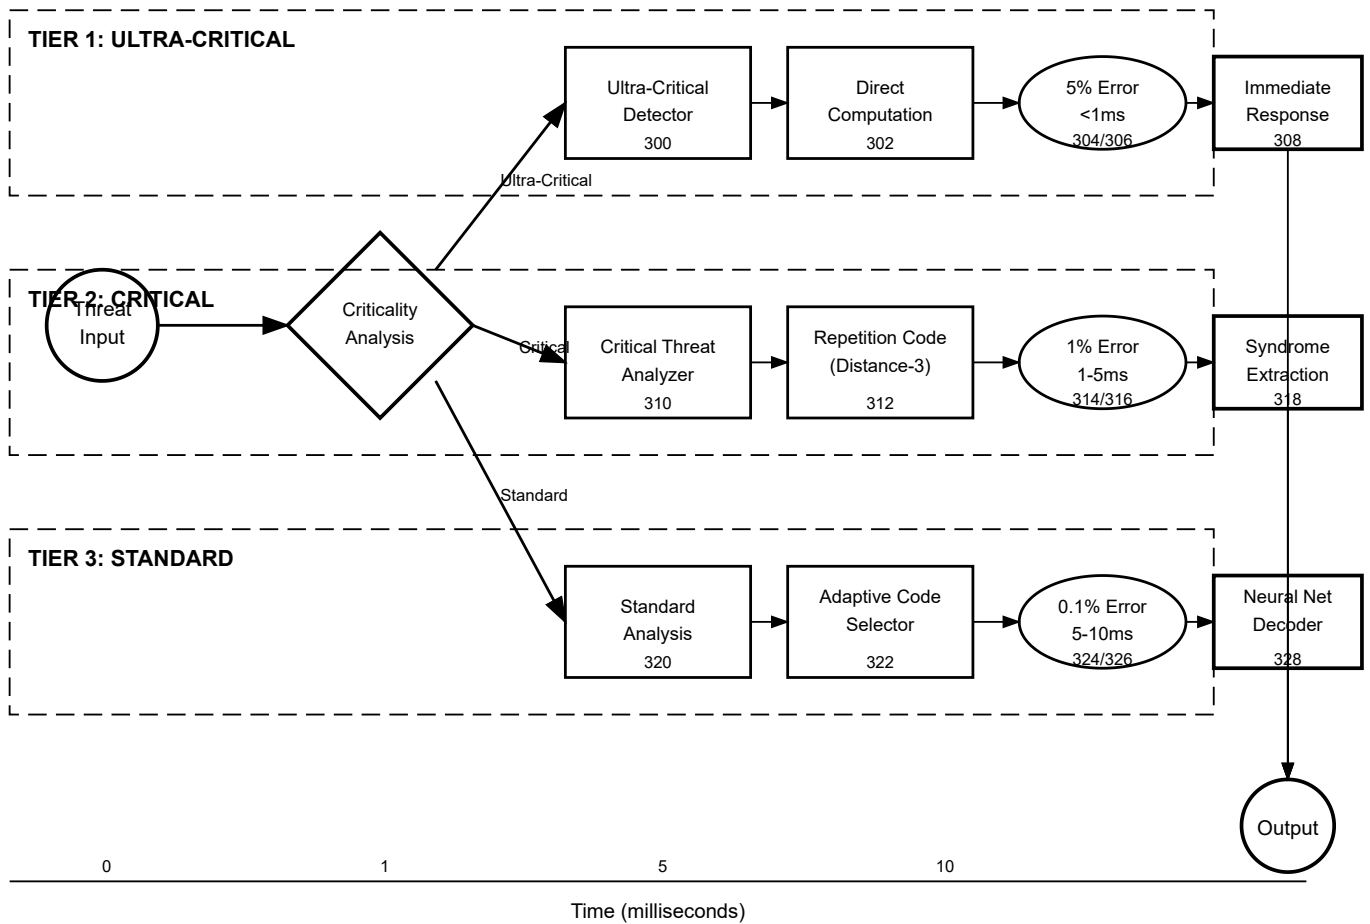 TIER 1: ULTRA-CRITICAL
Ultra-Critical
Detector
300
Direct
Computation
302
5% Error
<1ms
304/306
Immediate
Response
308
Ultra-Critical
TIER 2: CRITICAL
Threat
Input
Criticality
Analysis
Critical
Critical Threat
Analyzer
310
Repetition Code
(Distance-3)
312
1% Error
1-5ms
314/316
Syndrome
Extraction
318
Standard
TIER 3: STANDARD
Standard
Analysis
320
Adaptive Code
Selector
322
0.1% Error
5-10ms
324/326
Neural Net
Decoder
328
Output
0 1 5 10
Time (milliseconds)